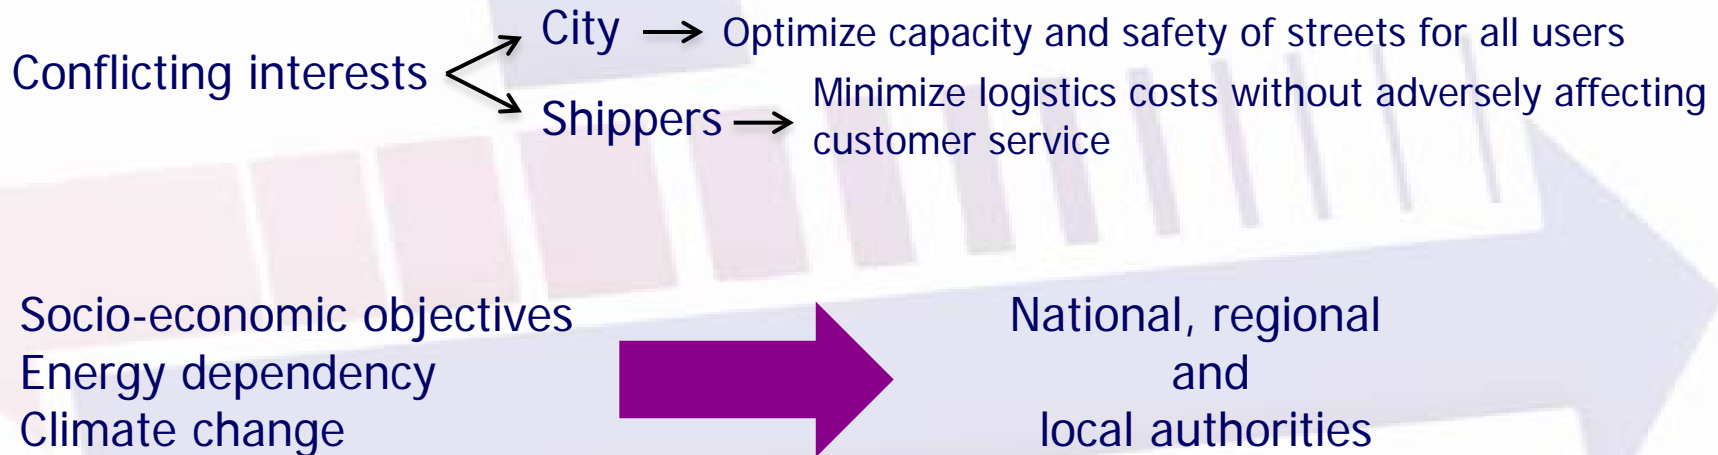 Conflicting interests
City
Optimize capacity and safety of streets for all users
Shippers
Minimize logistics costs without adversely affecting
customer service
Socio-economic objectives
Energy dependency
Climate change
National, regional
and
local authorities